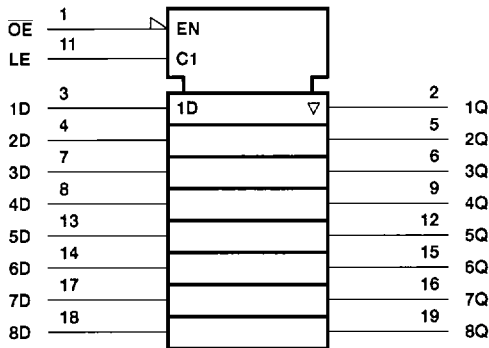 O̅E̅ 1 EN
LE 11 C1
1D 3 1D ▽ 2 1Q
2D 4 5 2Q
3D 7 6 3Q
4D 8 9 4Q
5D 13 12 5Q
6D 14 15 6Q
7D 17 16 7Q
8D 18 19 8Q